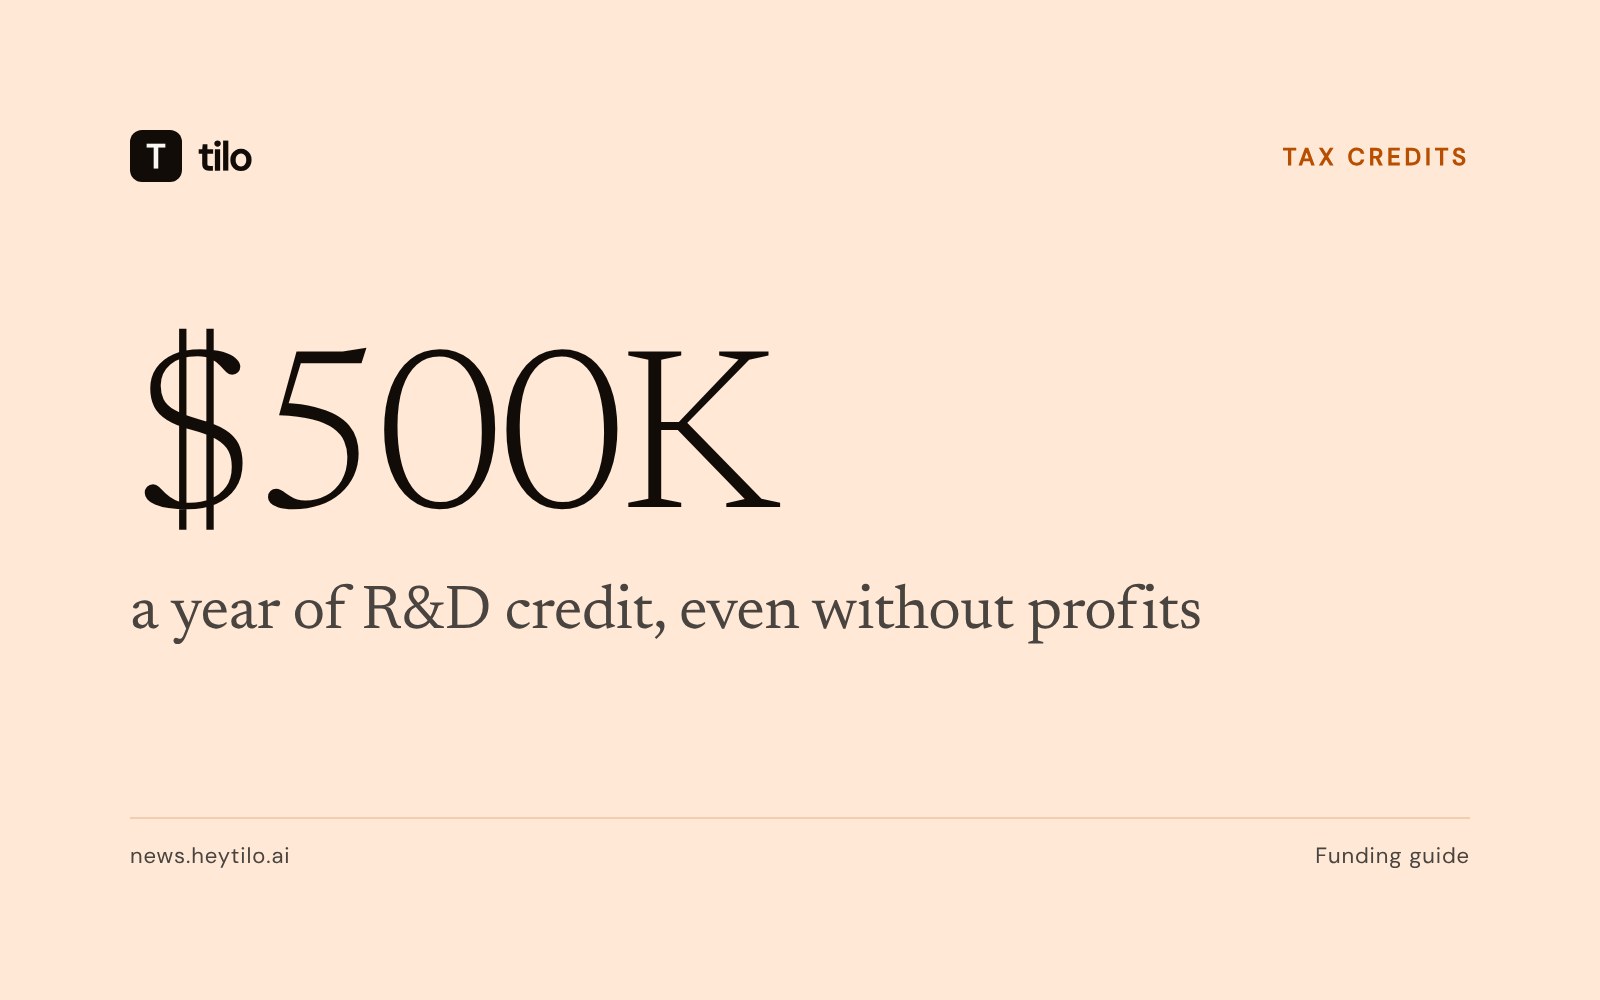 T tilo
TAX CREDITS
$500K
a year of R&D credit, even without profits
news.heytilo.ai
Funding guide